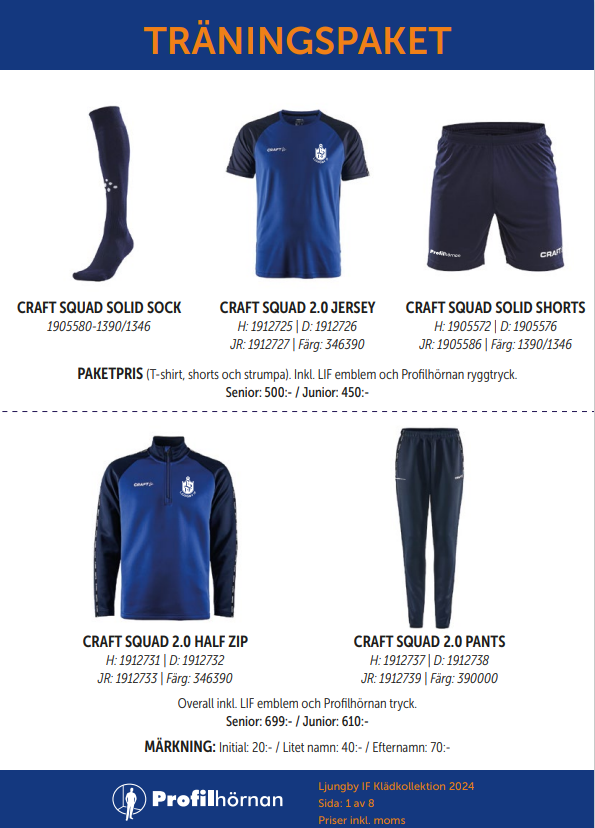 TRÄNINGSPAKET
CRAFT
CRAFT
Profilhörnan
CRAFT SQUAD SOLID SOCK
1905580-1390/1346
CRAFT SQUAD 2.0 JERSEY
H: 1912725 | D: 1912726
JR: 1912727 | Färg: 346390
CRAFT SQUAD SOLID SHORTS
H: 1905572 | D: 1905576
JR: 1905586 | Färg: 1390/1346
PAKETPRIS (T-shirt, shorts och strumpa). Inkl. LIF emblem och Profilhörnan ryggtryck.
Senior: 500:- / Junior: 450:-
CRAFT
CRAFT SQUAD 2.0 HALF ZIP
H: 1912731 | D: 1912732
JR: 1912733 | Färg: 346390
CRAFT SQUAD 2.0 PANTS
H: 1912737 | D: 1912738
JR: 1912739 | Färg: 390000
Overall inkl. LIF emblem och Profilhörnan tryck.
Senior: 699:- / Junior: 610:-
MÄRKNING: Initial: 20:- / Litet namn: 40:- / Efternamn: 70:-
Profilhörnan
Ljungby IF Klädkollektion 2024
Sida: 1 av 8
Priser inkl. moms